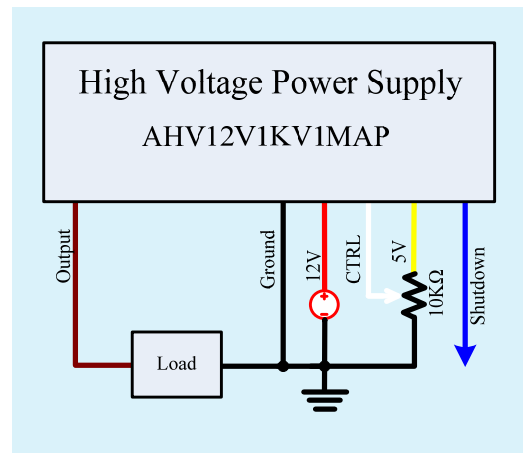 High Voltage Power Supply
AHV12V1KV1MAP
Output
Ground
12V
CTRL
5V
10KΩ
Shutdown
Load